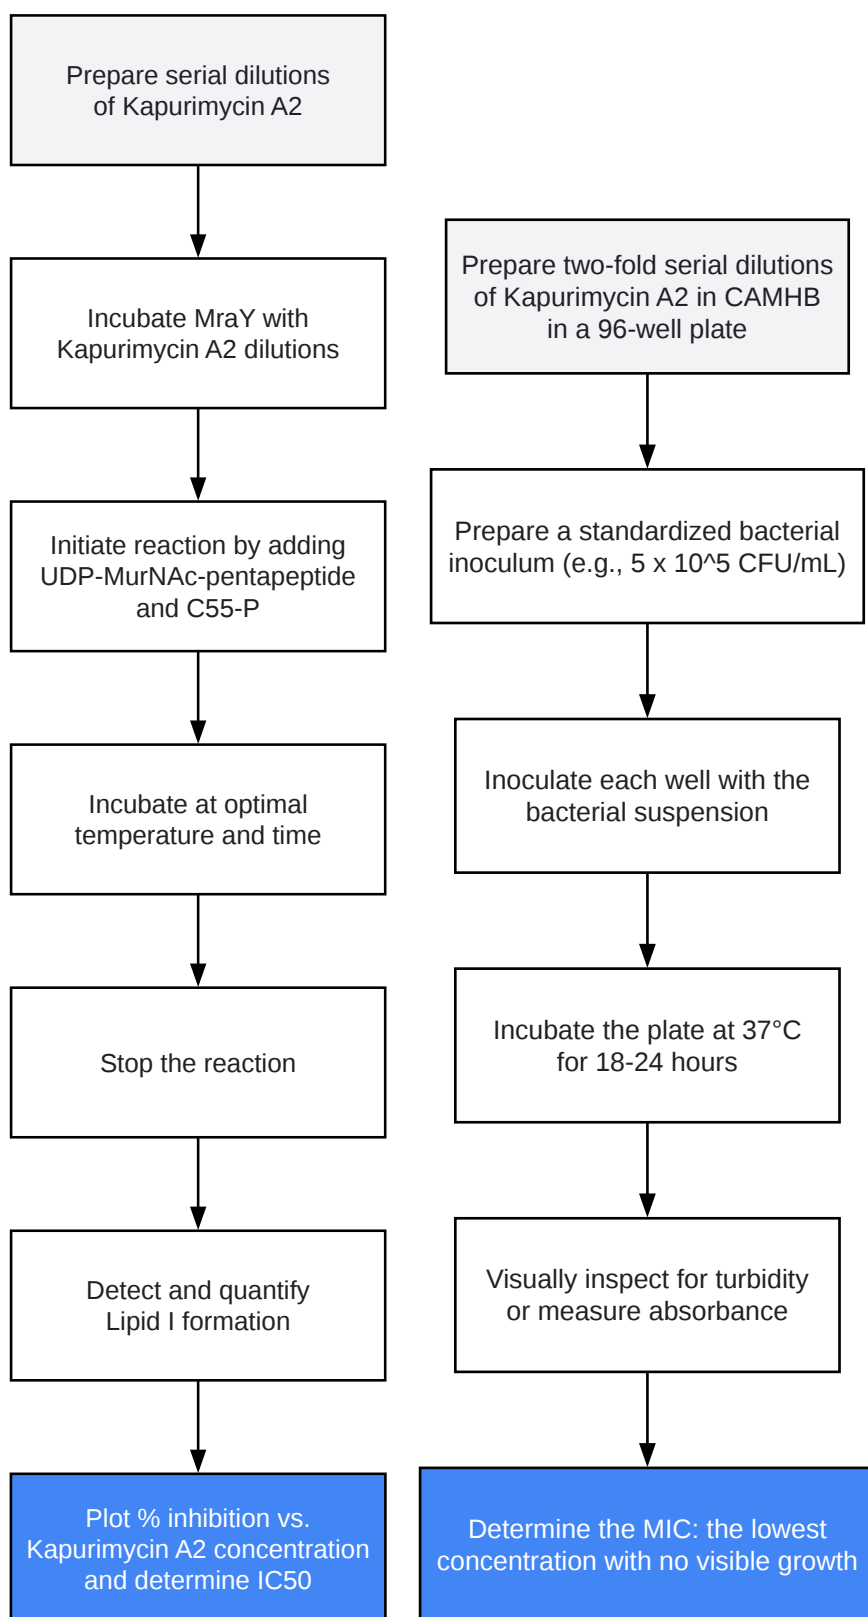 Prepare serial dilutions
of Kapurimycin A2
Incubate MraY with
Kapurimycin A2 dilutions
Initiate reaction by adding
UDP-MurNAc-pentapeptide
and C55-P
Incubate at optimal
temperature and time
Stop the reaction
Detect and quantify
Lipid I formation
Plot % inhibition vs.
Kapurimycin A2 concentration
and determine IC50
Prepare two-fold serial dilutions
of Kapurimycin A2 in CAMHB
in a 96-well plate
Prepare a standardized bacterial
inoculum (e.g., 5 x 10^5 CFU/mL)
Inoculate each well with the
bacterial suspension
Incubate the plate at 37°C
for 18-24 hours
Visually inspect for turbidity
or measure absorbance
Determine the MIC: the lowest
concentration with no visible growth